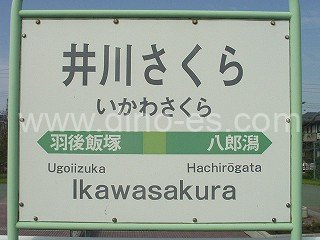 井川さくら
いかわさくら
羽後飯塚 八郎潟
Ugoiizuka Hachirōgata
Ikawasakura
www.dino-es.com